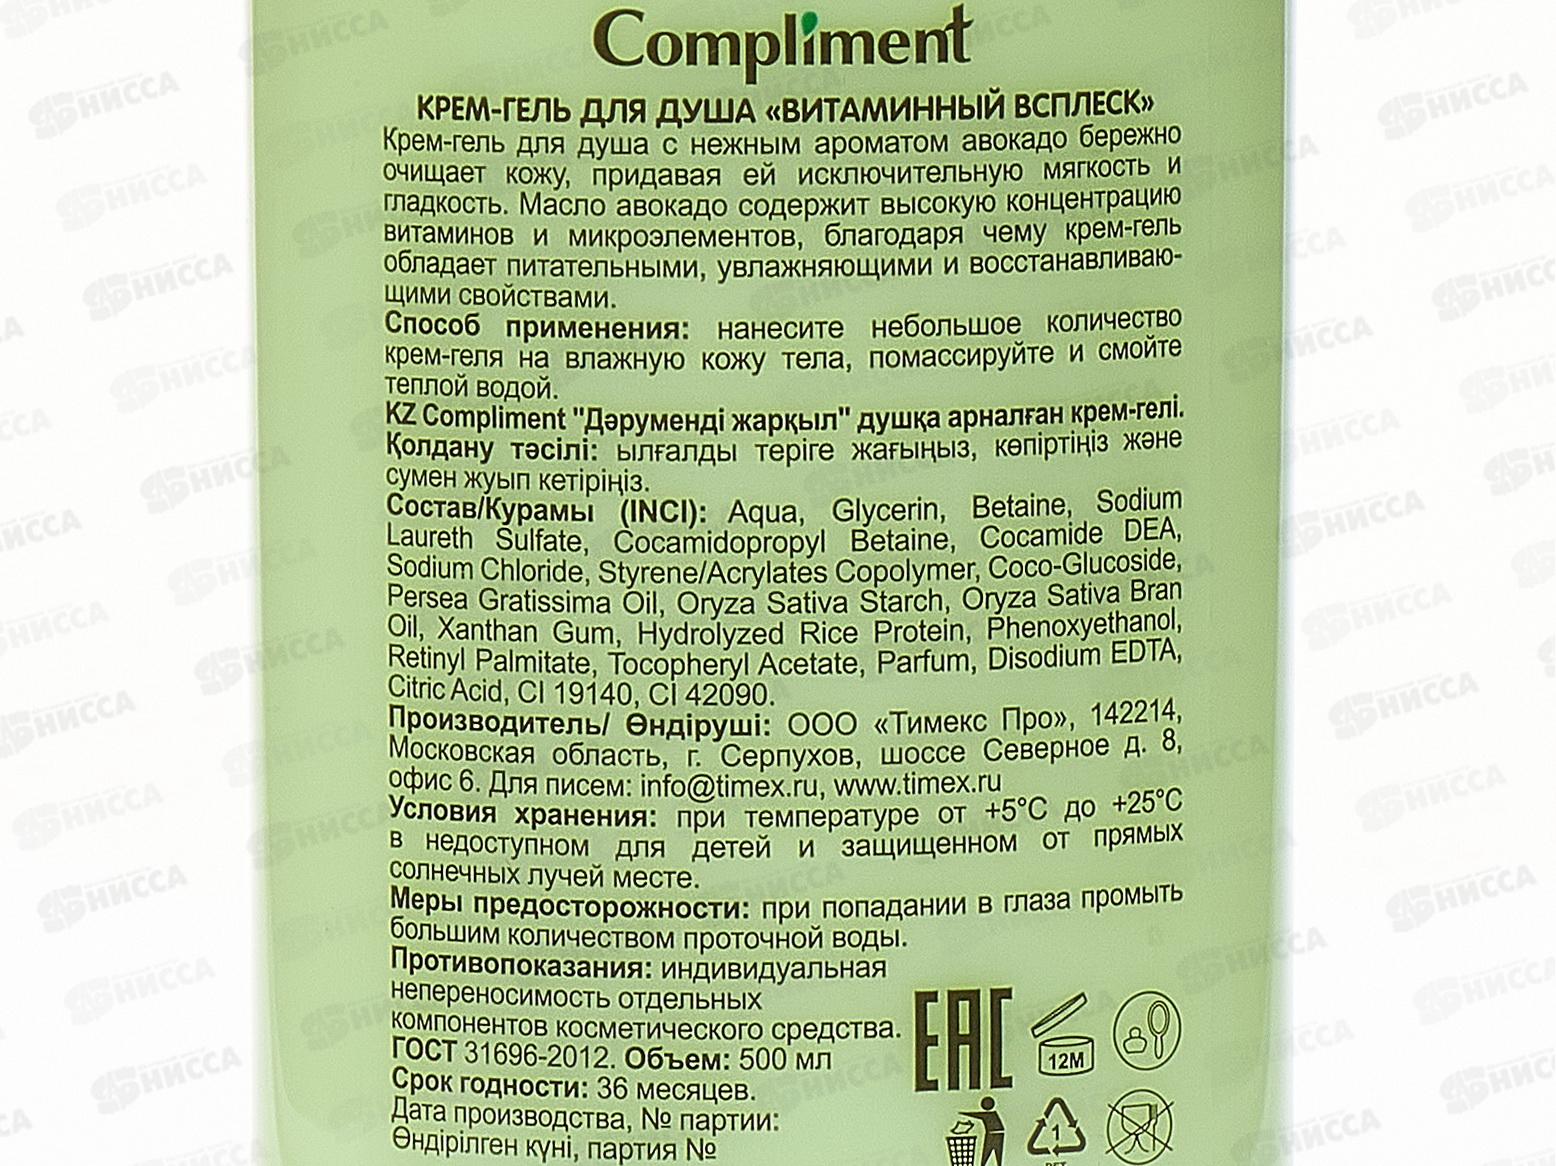 Compliment
КРЕМ-ГЕЛЬ ДЛЯ ДУША «ВИТАМИННЫЙ ВСПЛЕСК»
Крем-гель для душа с нежным ароматом авокадо бережно
очищает кожу, придавая ей исключительную мягкость и
гладкость. Масло авокадо содержит высокую концентрацию
витаминов и микроэлементов, благодаря чему крем-гель
обладает питательными, увлажняющими и восстанавливаю-
щими свойствами.
Способ применения: нанесите небольшое количество
крем-геля на влажную кожу тела, помассируйте и смойте
теплой водой.
KZ Compliment "Дәруменді жарқыл" душқа арналған крем-гелі.
Қолдану тәсілі: ылғалды теріге жағыңыз, көпіртіңіз және
сумен жуып кетіріңіз.
Состав/Курамы (INCI): Aqua, Glycerin, Betaine, Sodium
Laureth Sulfate, Cocamidopropyl Betaine, Cocamide DEA,
Sodium Chloride, Styrene/Acrylates Copolymer, Coco-Glucoside,
Persea Gratissima Oil, Oryza Sativa Starch, Oryza Sativa Bran
Oil, Xanthan Gum, Hydrolyzed Rice Protein, Phenoxyethanol,
Retinyl Palmitate, Tocopheryl Acetate, Parfum, Disodium EDTA,
Citric Acid, CI 19140, CI 42090.
Производитель/ Өндіруші: ООО «Тимекс Про», 142214,
Московская область, г. Серпухов, шоссе Северное д. 8,
офис 6. Для писем: info@timex.ru, www.timex.ru
Условия хранения: при температуре от +5°C до +25°C
в недоступном для детей и защищенном от прямых
солнечных лучей месте.
Меры предосторожности: при попадании в глаза промыть
большим количеством проточной воды.
Противопоказания: индивидуальная
непереносимость отдельных
компонентов косметического средства.
ГОСТ 31696-2012. Объем: 500 мл
Срок годности: 36 месяцев.
Дата производства, № партии:
Өндірілген күні, партия №
EAC
12M
1
НИССА